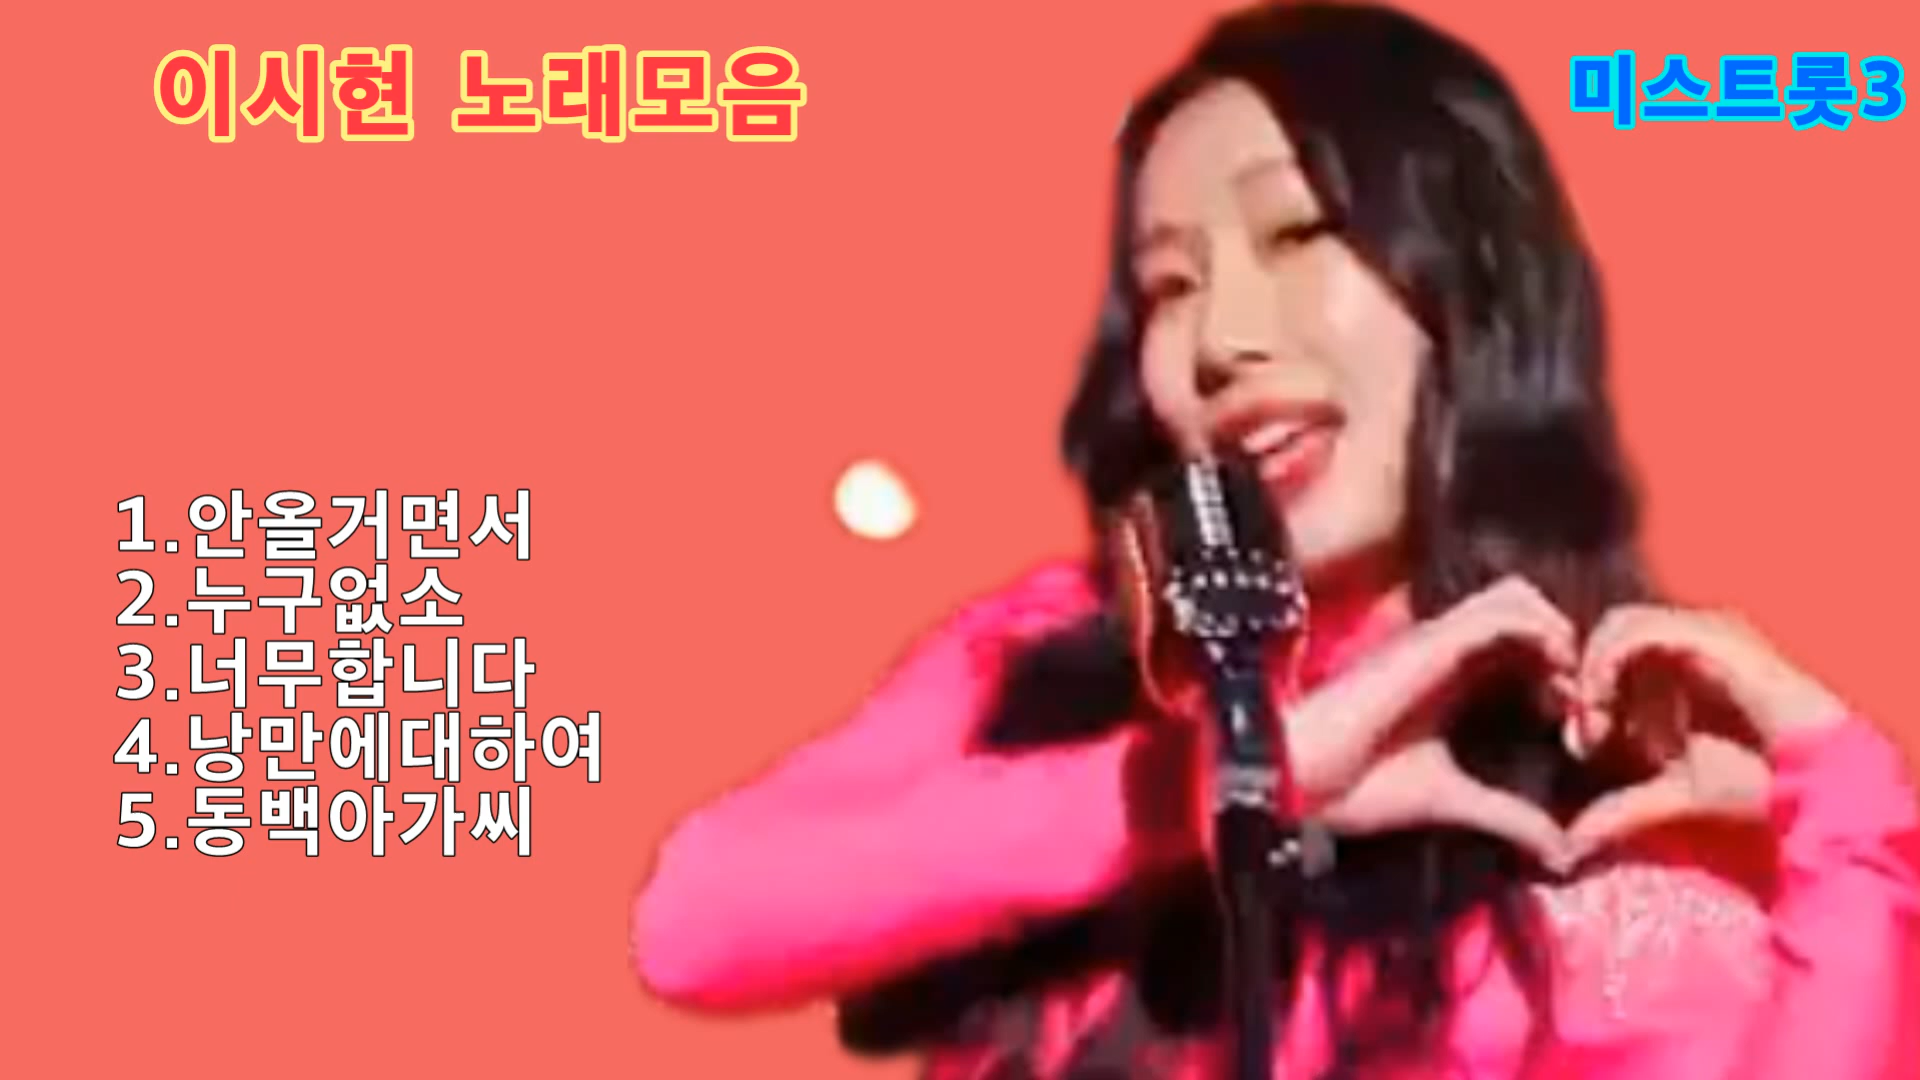 이시현 노래모음
미스트롯3
1.안올거면서
2.누구없소
3.너무합니다
4.낭만에대하여
5.동백아가씨